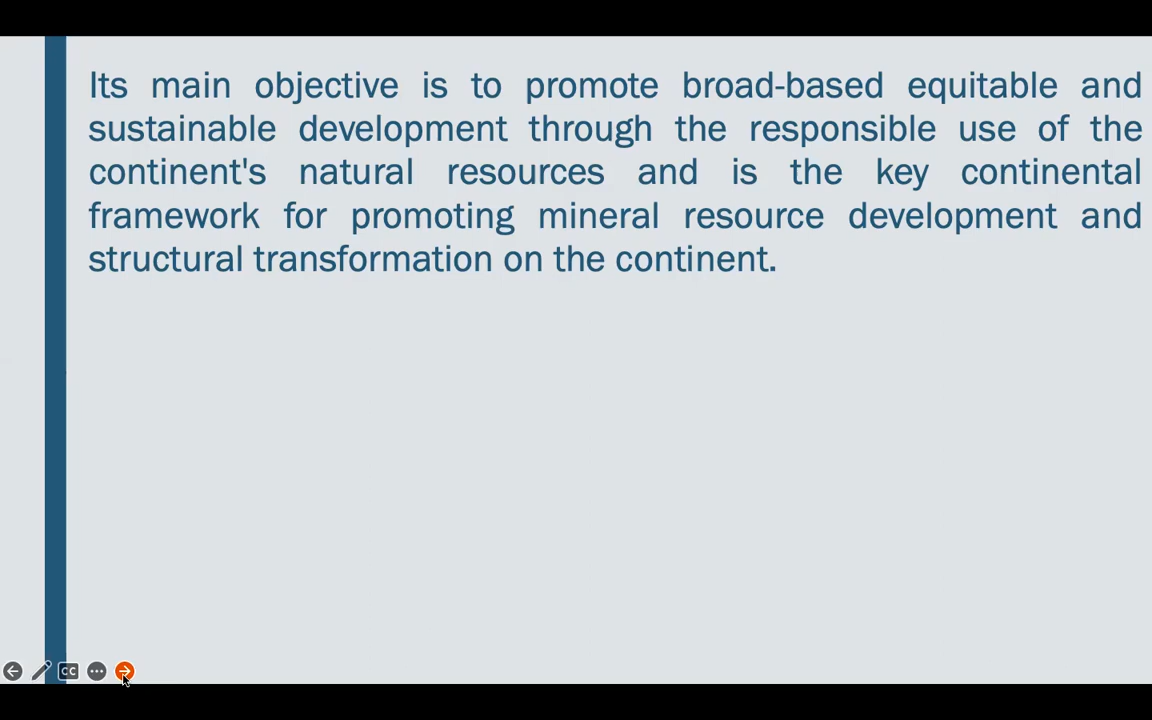 Its main objective is to promote broad-based equitable and
sustainable development through the responsible use of the
continent's natural resources and is the key continental
framework for promoting mineral resource development and
structural transformation on the continent.
CC